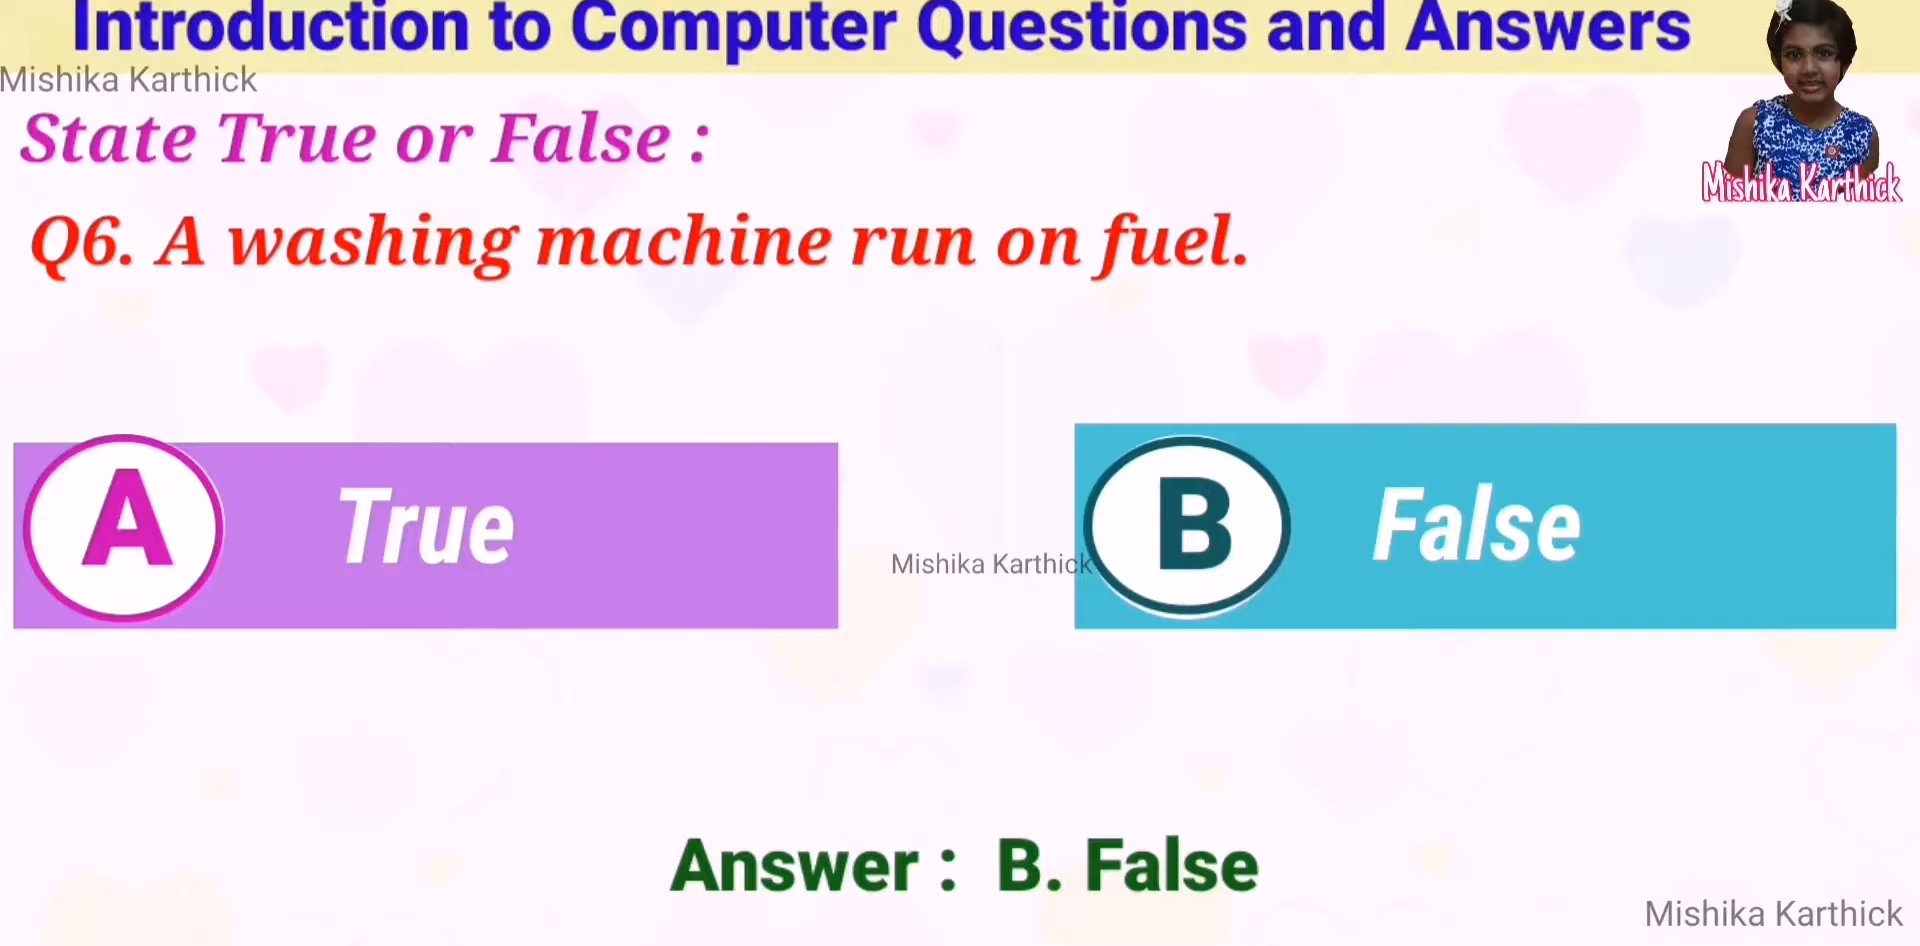 Introduction to Computer Questions and Answers
Mishika Karthick
State True or False :
Mishika Karthick
Q6. A washing machine run on fuel.
A True
B False
Mishika Karthick
Answer : B. False
Mishika Karthick